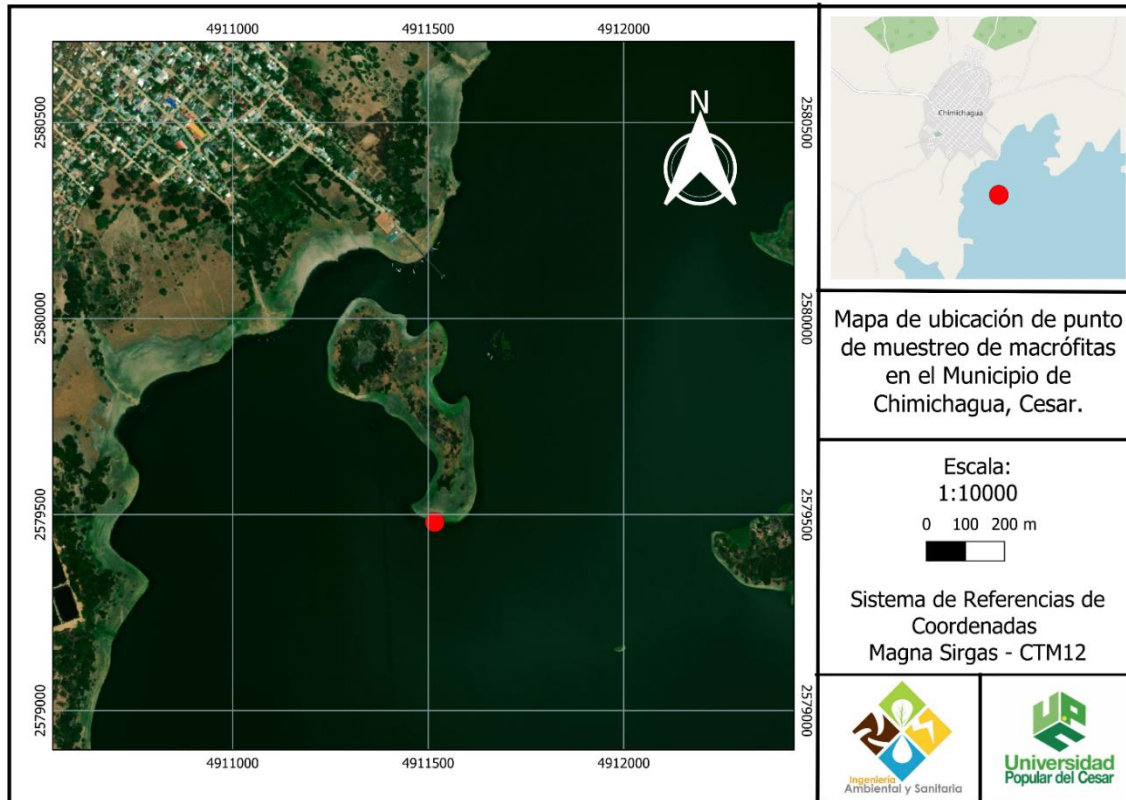 4911000
4911500
4912000
2580500
2580000
2579500
2579000
N
2580500
2580000
2579500
2579000
4911000
4911500
4912000
Chimichagua
Mapa de ubicación de punto
de muestreo de macrófitas
en el Municipio de
Chimichagua, Cesar.
Escala:
1:10000
0 100 200 m
Sistema de Referencias de
Coordenadas
Magna Sirgas - CTM12
Ingeniería
Ambiental y Sanitaria
UPC
Universidad
Popular del Cesar